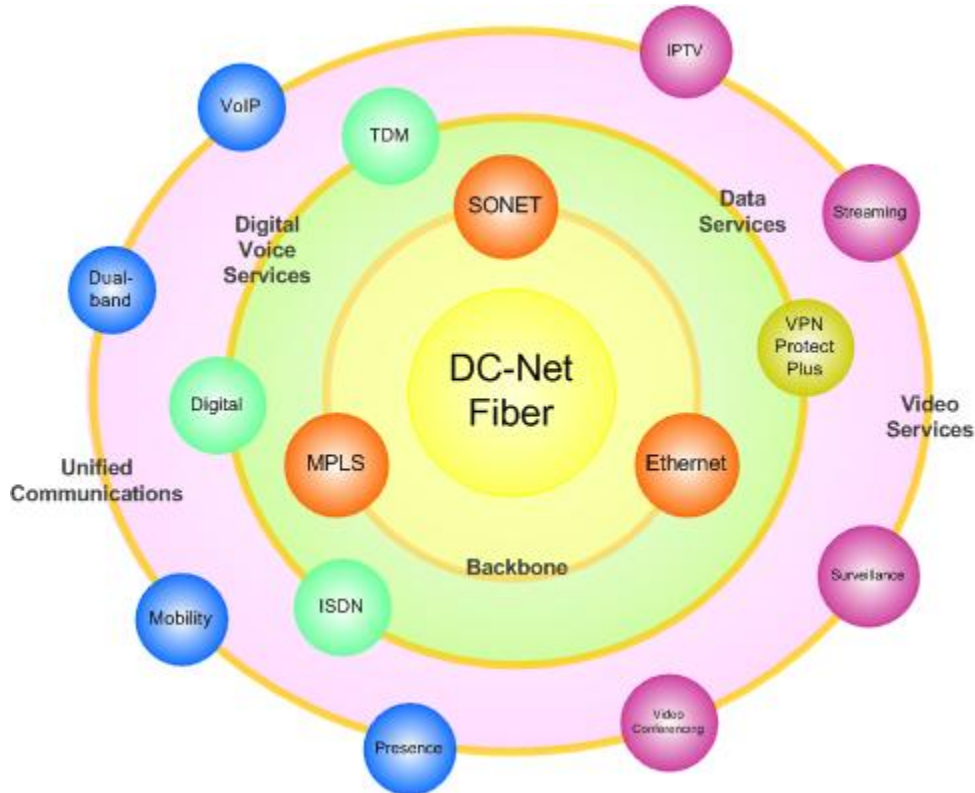 IPTV
VoIP
TDM
SONET
Data
Services
Streaming
Digital
Voice
Services
Dual-
band
VPN
Protect
Plus
DC-Net
Fiber
Digital
Video
Services
MPLS
Ethernet
Unified
Communications
Backbone
Surveillance
ISDN
Mobility
Video
Conferencing
Presence